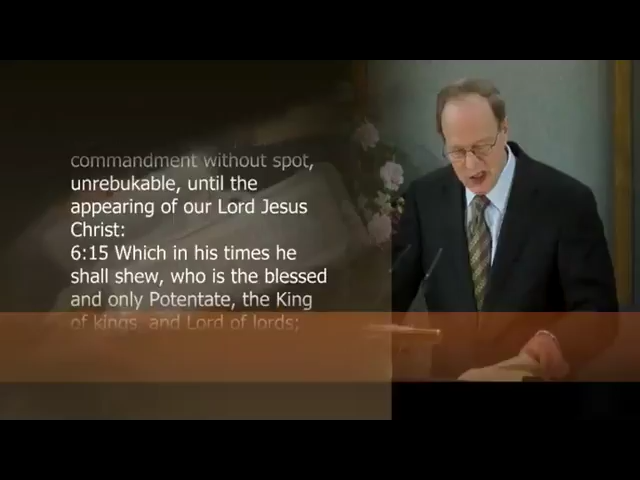 commandment without spot,
unrebukable, until the
appearing of our Lord Jesus
Christ:
6:15 Which in his times he
shall shew, who is the blessed
and only Potentate, the King
of kings, and Lord of lords;